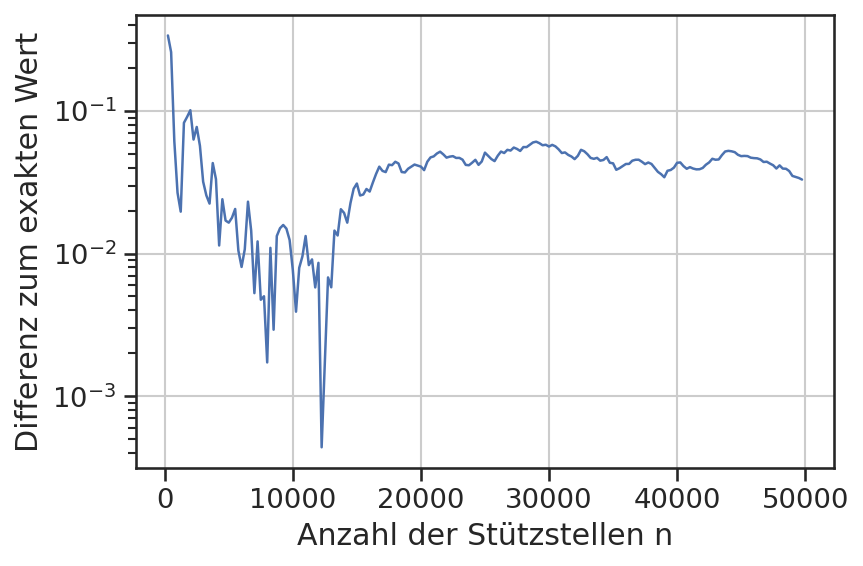 Differenz zum exakten Wert
10⁻¹
10⁻²
10⁻³
0 10000 20000 30000 40000 50000
Anzahl der Stützstellen n